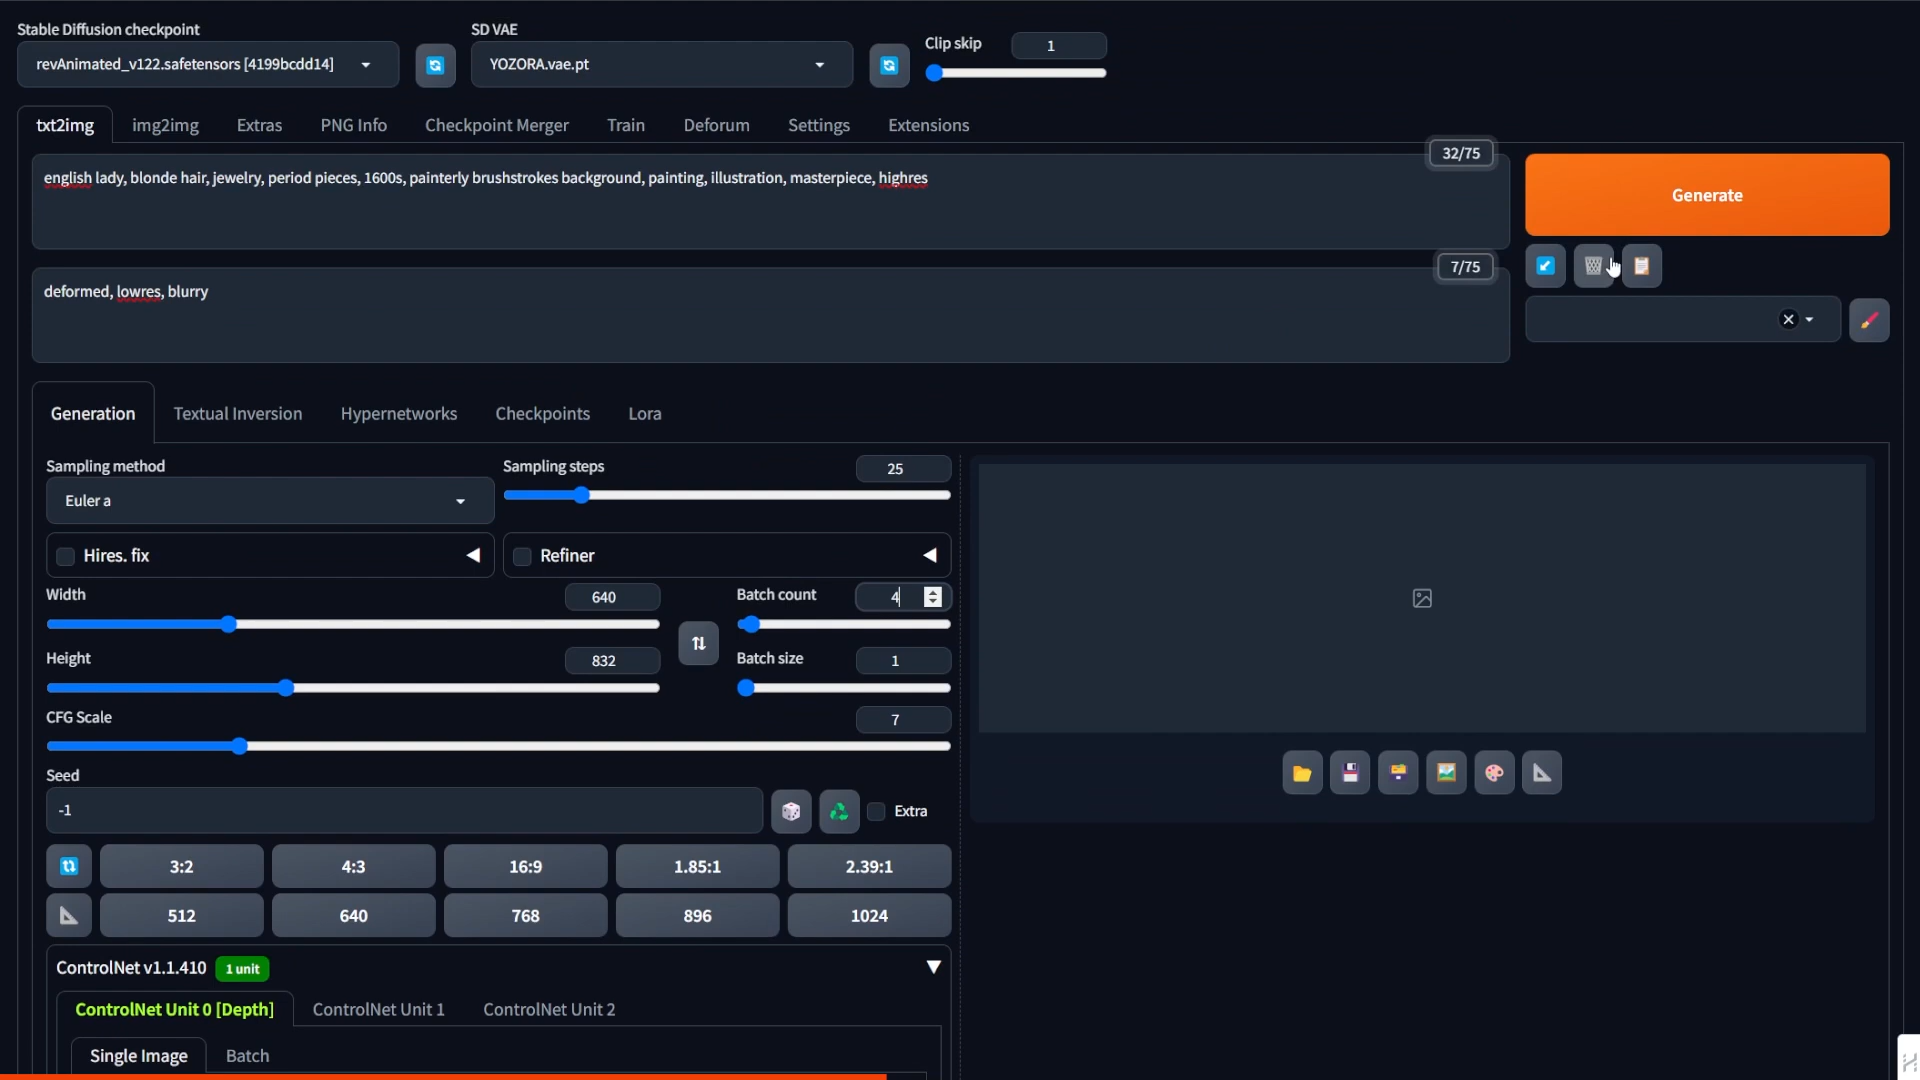 Stable Diffusion checkpoint
SD VAE
Clip skip
1
revAnimated_v122.safetensors [4199bcdd14]
YOZORA.vae.pt
txt2img
img2img
Extras
PNG Info
Checkpoint Merger
Train
Deforum
Settings
Extensions
32/75
english lady, blonde hair, jewelry, period pieces, 1600s, painterly brushstrokes background, painting, illustration, masterpiece, highres
Generate
7/75
deformed, lowres, blurry
Generation
Textual Inversion
Hypernetworks
Checkpoints
Lora
Sampling method
Sampling steps
25
Euler a
Hires. fix
Refiner
Width
640
Batch count
4
Height
832
Batch size
1
CFG Scale
7
Seed
-1
Extra
3:2
4:3
16:9
1.85:1
2.39:1
512
640
768
896
1024
ControlNet v1.1.410
1 unit
ControlNet Unit 0 [Depth]
ControlNet Unit 1
ControlNet Unit 2
Single Image
Batch